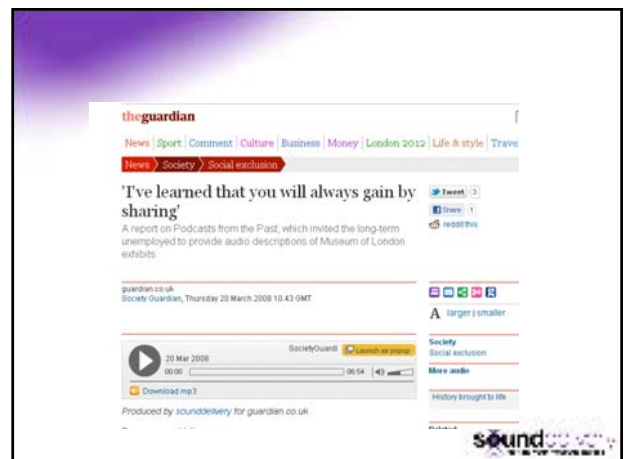 theguardian
News Sport Comment Culture Business Money London 2012 Life & style Trave
News Society Social exclusion
'I've learned that you will always gain by
sharing'
A report on Podcasts from the Past, which invited the long-term
unemployed to provide audio descriptions of Museum of London
exhibits
Tweet 3
Share 1
reddit this
guardian.co.uk
Society Guardian, Thursday 20 March 2008 10.43 GMT
A larger | smaller
SocietyGuardi Launch as popup
20 Mar 2008
00:00 06:54
Download mp3
Produced by sounddelivery for guardian.co.uk
Society
Social exclusion
More audio
History brought to life
sound